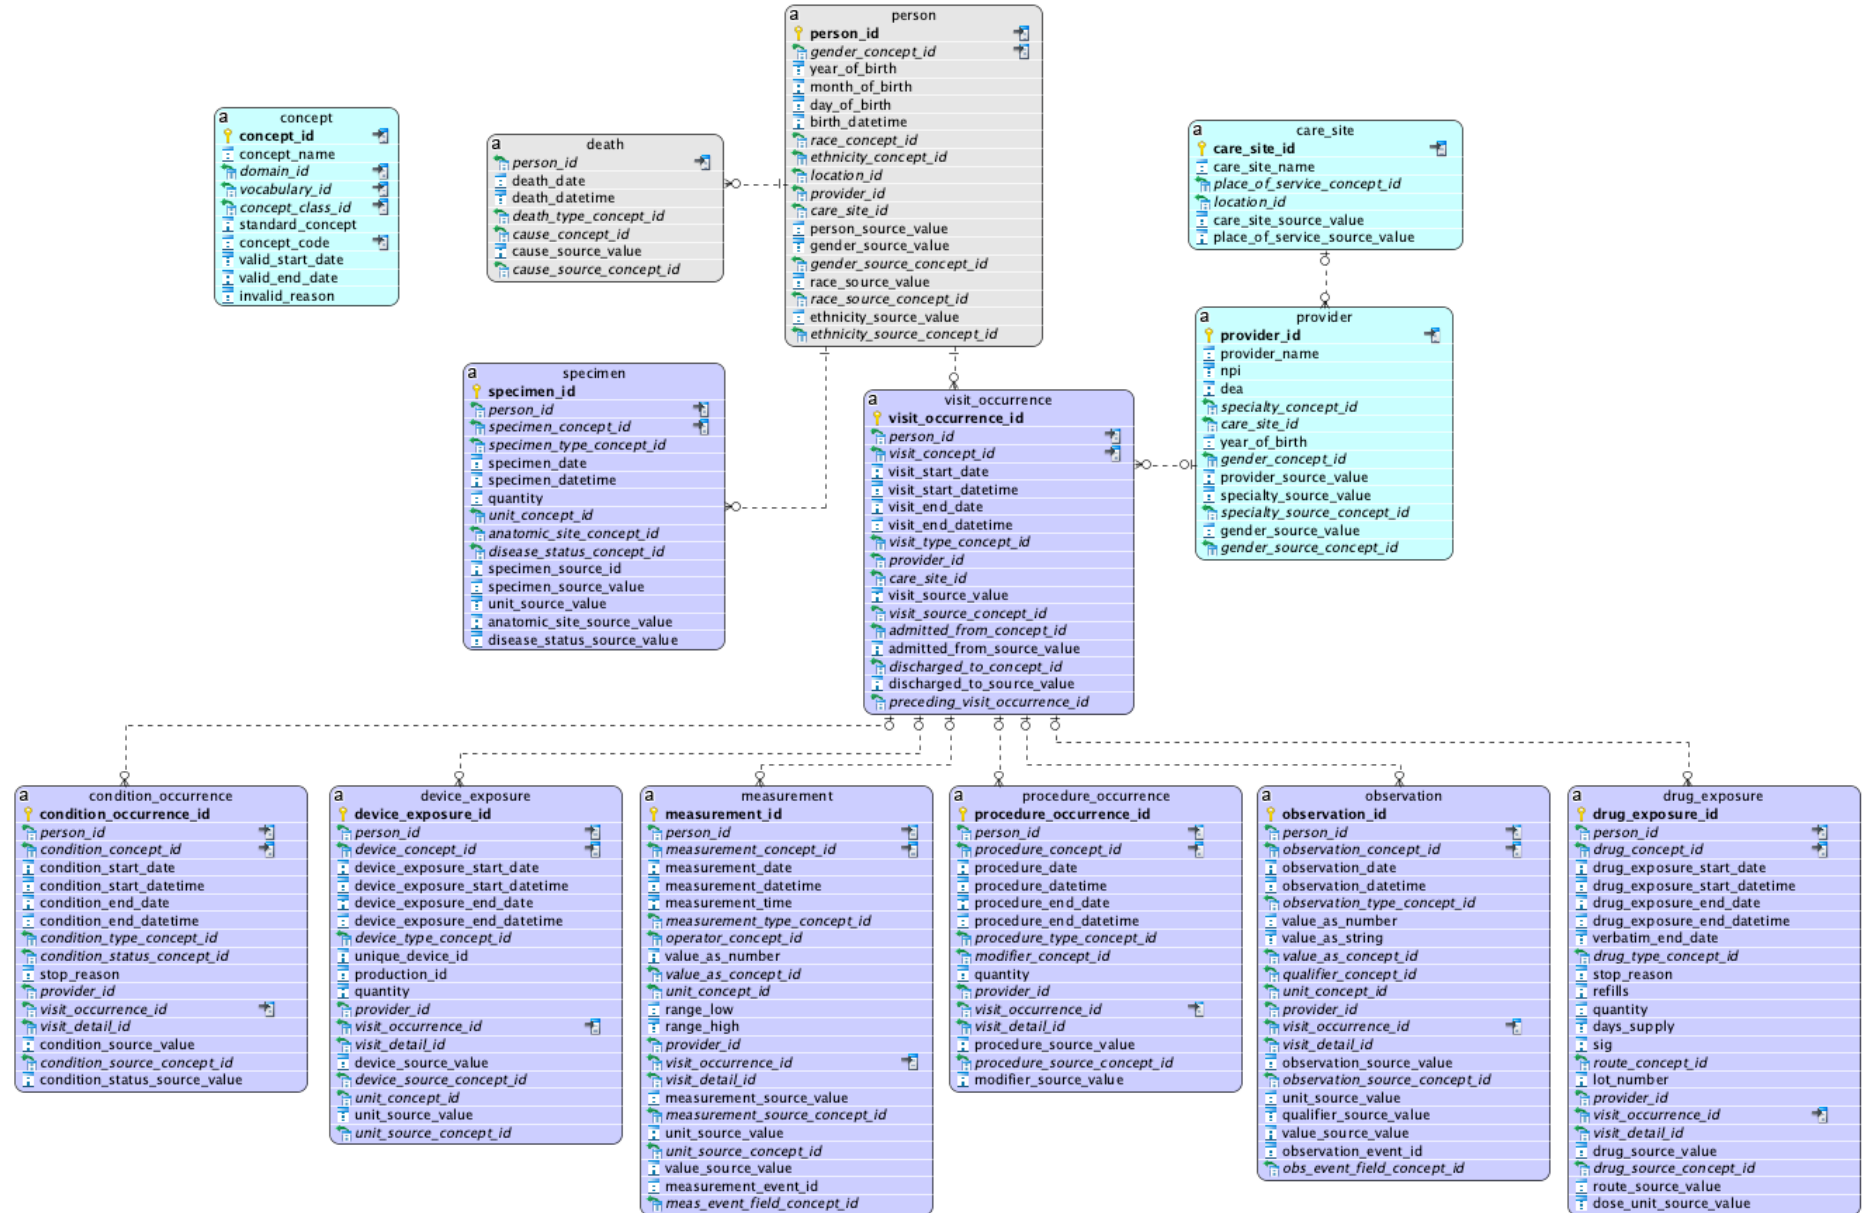 a person
person_id
gender_concept_id
year_of_birth
month_of_birth
day_of_birth
birth_datetime
race_concept_id
ethnicity_concept_id
location_id
provider_id
care_site_id
person_source_value
gender_source_value
gender_source_concept_id
race_source_value
race_source_concept_id
ethnicity_source_value
ethnicity_source_concept_id
a concept
concept_id
concept_name
domain_id
vocabulary_id
concept_class_id
standard_concept
concept_code
valid_start_date
valid_end_date
invalid_reason
a death
person_id
death_date
death_datetime
death_type_concept_id
cause_concept_id
cause_source_value
cause_source_concept_id
a care_site
care_site_id
care_site_name
place_of_service_concept_id
location_id
care_site_source_value
place_of_service_source_value
a provider
provider_id
provider_name
npi
dea
specialty_concept_id
care_site_id
year_of_birth
gender_concept_id
provider_source_value
specialty_source_value
specialty_source_concept_id
gender_source_value
gender_source_concept_id
a specimen
specimen_id
person_id
specimen_concept_id
specimen_type_concept_id
specimen_date
specimen_datetime
quantity
unit_concept_id
anatomic_site_concept_id
disease_status_concept_id
specimen_source_id
specimen_source_value
unit_source_value
anatomic_site_source_value
disease_status_source_value
a visit_occurrence
visit_occurrence_id
person_id
visit_concept_id
visit_start_date
visit_start_datetime
visit_end_date
visit_end_datetime
visit_type_concept_id
provider_id
care_site_id
visit_source_value
visit_source_concept_id
admitted_from_concept_id
admitted_from_source_value
discharged_to_concept_id
discharged_to_source_value
preceding_visit_occurrence_id
a condition_occurrence
condition_occurrence_id
person_id
condition_concept_id
condition_start_date
condition_start_datetime
condition_end_date
condition_end_datetime
condition_type_concept_id
condition_status_concept_id
stop_reason
provider_id
visit_occurrence_id
visit_detail_id
condition_source_value
condition_source_concept_id
condition_status_source_value
a device_exposure
device_exposure_id
person_id
device_concept_id
device_exposure_start_date
device_exposure_start_datetime
device_exposure_end_date
device_exposure_end_datetime
device_type_concept_id
unique_device_id
production_id
quantity
provider_id
visit_occurrence_id
visit_detail_id
device_source_value
device_source_concept_id
unit_concept_id
unit_source_value
unit_source_concept_id
a measurement
measurement_id
person_id
measurement_concept_id
measurement_date
measurement_datetime
measurement_time
measurement_type_concept_id
operator_concept_id
value_as_number
value_as_concept_id
unit_concept_id
range_low
range_high
provider_id
visit_occurrence_id
visit_detail_id
measurement_source_value
measurement_source_concept_id
unit_source_value
unit_source_concept_id
value_source_value
measurement_event_id
meas_event_field_concept_id
a procedure_occurrence
procedure_occurrence_id
person_id
procedure_concept_id
procedure_date
procedure_datetime
procedure_end_date
procedure_end_datetime
procedure_type_concept_id
modifier_concept_id
quantity
provider_id
visit_occurrence_id
visit_detail_id
procedure_source_value
procedure_source_concept_id
modifier_source_value
a observation
observation_id
person_id
observation_concept_id
observation_date
observation_datetime
observation_type_concept_id
value_as_number
value_as_string
value_as_concept_id
qualifier_concept_id
unit_concept_id
provider_id
visit_occurrence_id
visit_detail_id
observation_source_value
observation_source_concept_id
unit_source_value
qualifier_source_value
value_source_value
observation_event_id
obs_event_field_concept_id
a drug_exposure
drug_exposure_id
person_id
drug_concept_id
drug_exposure_start_date
drug_exposure_start_datetime
drug_exposure_end_date
drug_exposure_end_datetime
verbatim_end_date
drug_type_concept_id
stop_reason
refills
quantity
days_supply
sig
route_concept_id
lot_number
provider_id
visit_occurrence_id
visit_detail_id
drug_source_value
drug_source_concept_id
route_source_value
dose_unit_source_value